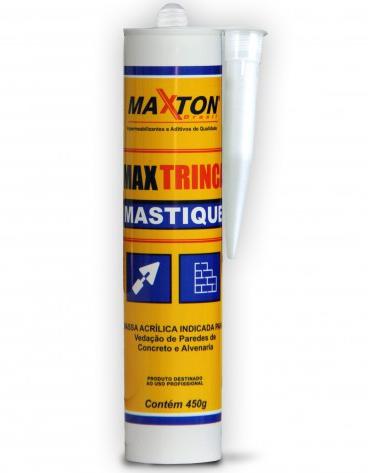 MAXTON
Brasil
Impermeabilizantes e Aditivos de Qualidade
MAXTRINC
MASTIQUE
ASSA ACRÍLICA INDICADA PAR
Vedação de Paredes de
Concreto e Alvenaria
PRODUTO DESTINADO
AO USO PROFISSIONAL
Contém 450g